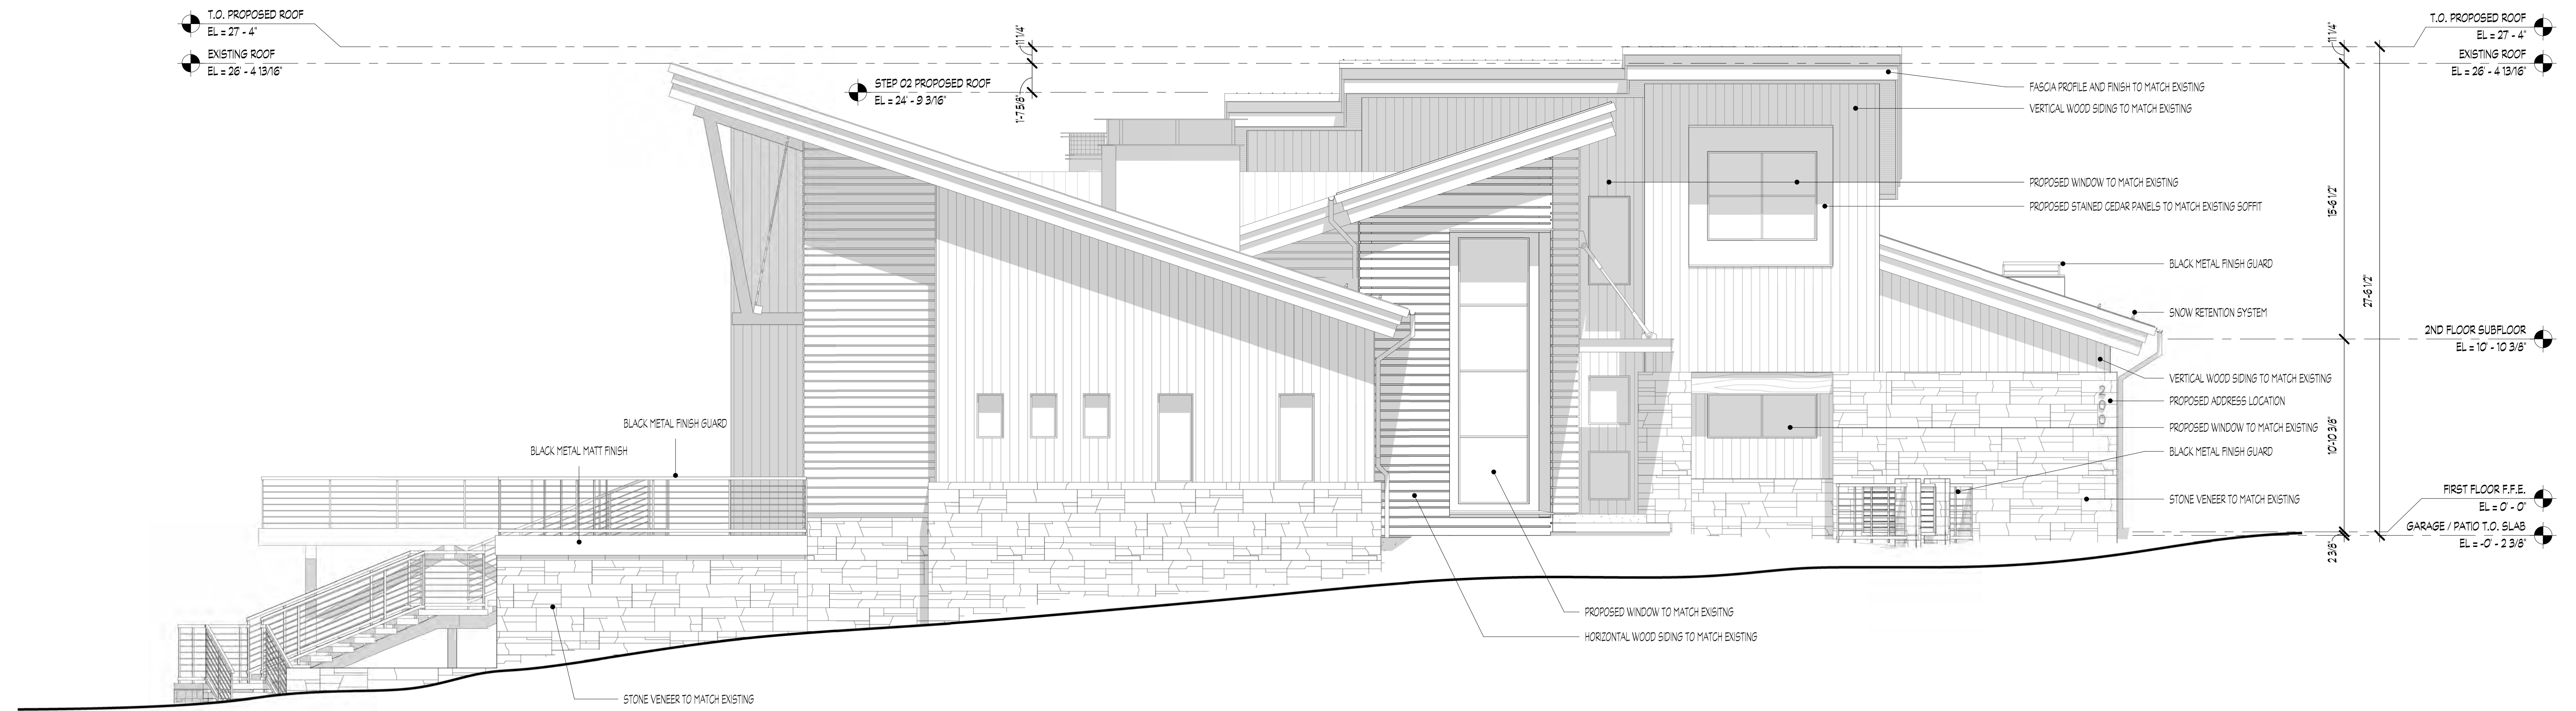 T.O. PROPOSED ROOF
EL = 27 - 4"
EXISTING ROOF
EL = 26' - 4 13/16"
STEP 02 PROPOSED ROOF
EL = 24' - 9 3/16"
11 1/4"
1'-7 5/8"
BLACK METAL FINISH GUARD
BLACK METAL MATT FINISH
STONE VENEER TO MATCH EXISTING
PROPOSED WINDOW TO MATCH EXISITNG
HORIZONTAL WOOD SIDING TO MATCH EXISTING
FASCIA PROFILE AND FINISH TO MATCH EXISTING
VERTICAL WOOD SIDING TO MATCH EXISTING
PROPOSED WINDOW TO MATCH EXISTING
PROPOSED STAINED CEDAR PANELS TO MATCH EXISTING SOFFIT
BLACK METAL FINISH GUARD
SNOW RETENTION SYSTEM
VERTICAL WOOD SIDING TO MATCH EXISTING
PROPOSED ADDRESS LOCATION
PROPOSED WINDOW TO MATCH EXISTING
BLACK METAL FINISH GUARD
STONE VENEER TO MATCH EXISTING
2
0
0
11 1/4"
15'-6 1/2"
27'-6 1/2"
10'-10 3/8"
2 3/8"
T.O. PROPOSED ROOF
EL = 27 - 4"
EXISTING ROOF
EL = 26' - 4 13/16"
2ND FLOOR SUBFLOOR
EL = 10' - 10 3/8"
FIRST FLOOR F.F.E.
EL = 0' - 0"
GARAGE / PATIO T.O. SLAB
EL = -0' - 2 3/8"